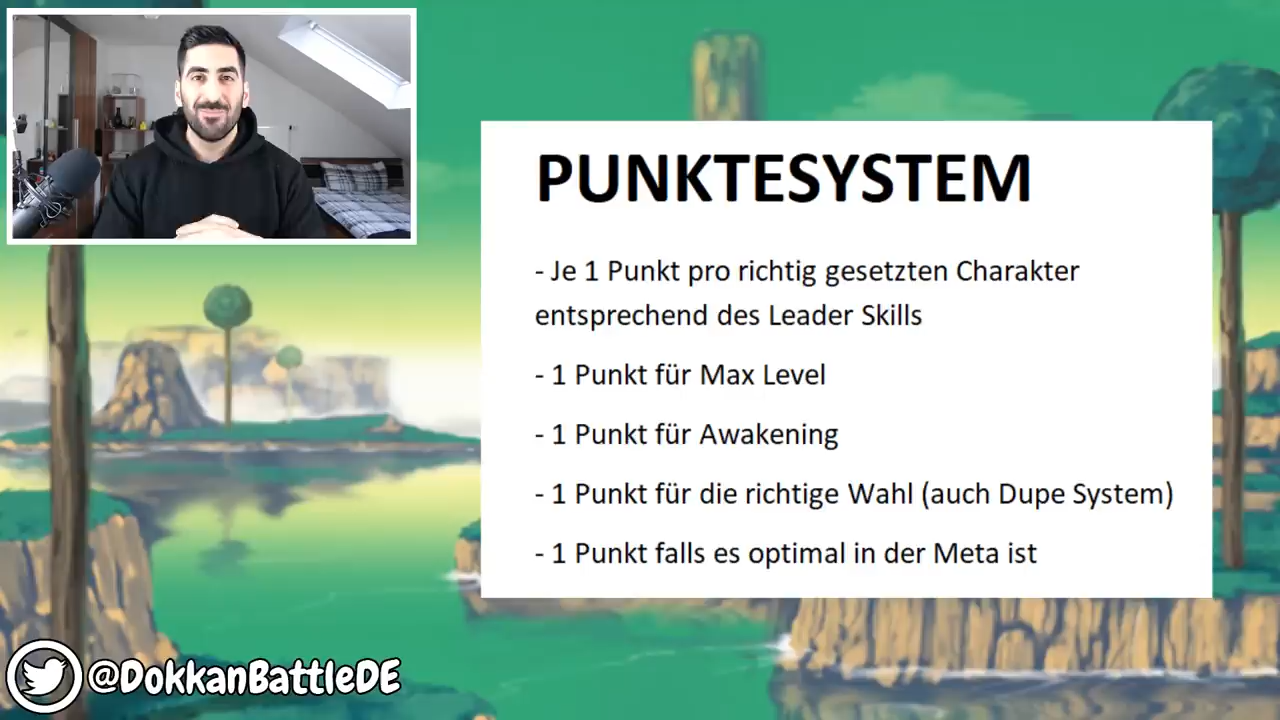 PUNKTESYSTEM
- Je 1 Punkt pro richtig gesetzten Charakter
entsprechend des Leader Skills
- 1 Punkt für Max Level
- 1 Punkt für Awakening
- 1 Punkt für die richtige Wahl (auch Dupe System)
- 1 Punkt falls es optimal in der Meta ist
@DokkanBattleDE